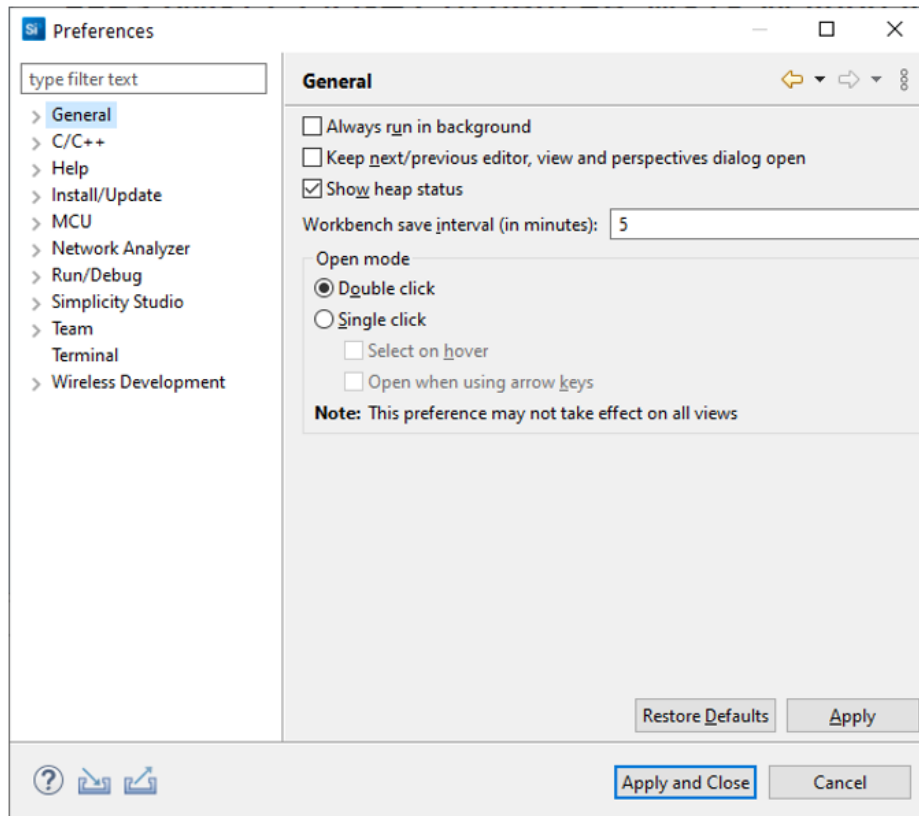 Si
Preferences
type filter text
General
C/C++
Help
Install/Update
MCU
Network Analyzer
Run/Debug
Simplicity Studio
Team
Terminal
Wireless Development
General
Always run in background
Keep next/previous editor, view and perspectives dialog open
Show heap status
Workbench save interval (in minutes): 5
Open mode
Double click
Single click
Select on hover
Open when using arrow keys
Note: This preference may not take effect on all views
Restore Defaults Apply
? Apply and Close Cancel